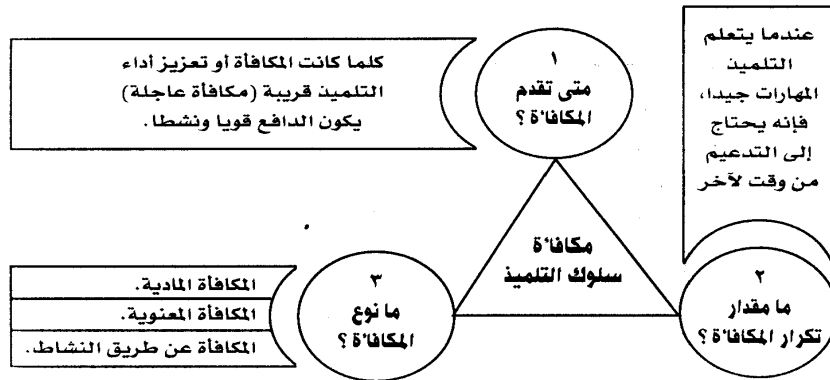 ١
متى تقدم
المكافأة ؟
كلما كانت المكافأة أو تعزيز أداء
التلميذ قريبة (مكافأة عاجلة)
يكون الدافع قويا ونشطا.
عندما يتعلم
التلميذ
المهارات جيدا،
فإنه يحتاج
إلى التدعيم
من وقت لآخر
مكافأة
سلوك التلميذ
٢
ما مقدار
تكرار المكافأة ؟
٣
ما نوع
المكافأة ؟
المكافأة المادية.
المكافأة المعنوية.
المكافأة عن طريق النشاط.